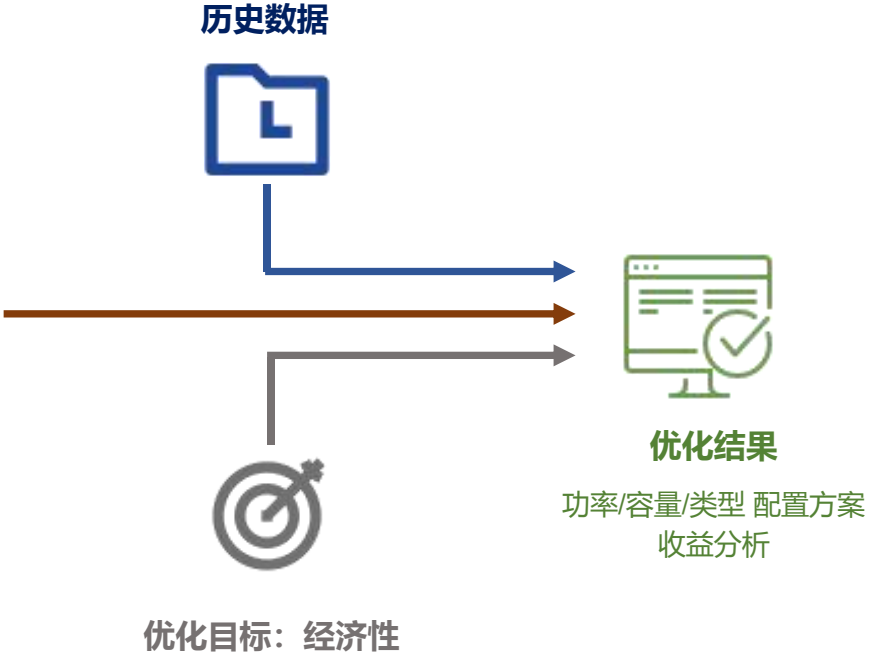 历史数据
优化结果
功率/容量/类型 配置方案
收益分析
优化目标：经济性